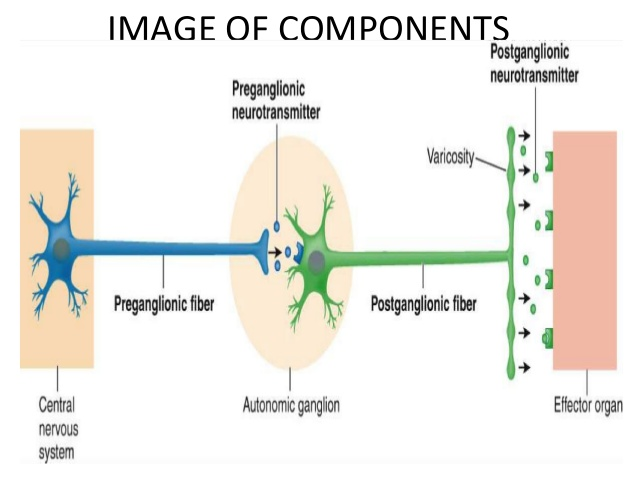 IMAGE OF COMPONENTS
Postganglionic
neurotransmitter
Preganglionic
neurotransmitter
Varicosity
Preganglionic fiber
Postganglionic fiber
Central
nervous
system
Autonomic ganglion
Effector organ